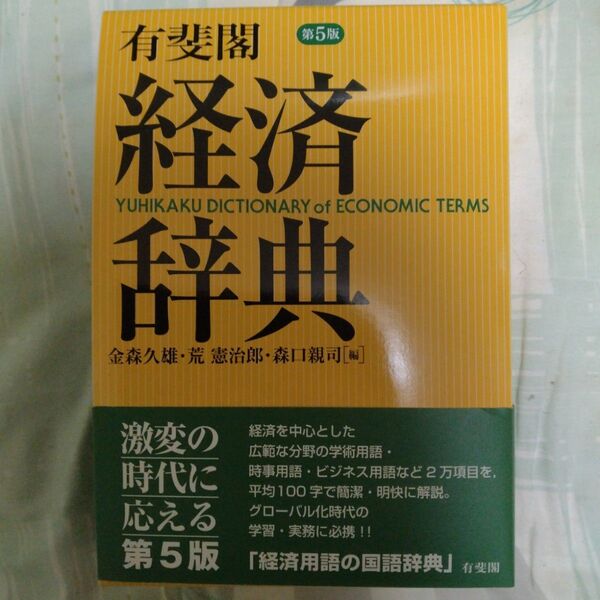 有斐閣
第5版
経済
YUHIKAKU DICTIONARY of ECONOMIC TERMS
辞典
金森久雄・荒 憲治郎・森口親司[編]
激変の
時代に
応える
第5版
経済を中心とした
広範な分野の学術用語・
時事用語・ビジネス用語など2万項目を,
平均100字で簡潔・明快に解説。
グローバル化時代の
学習・実務に必携!!
「経済用語の国語辞典」 有斐閣